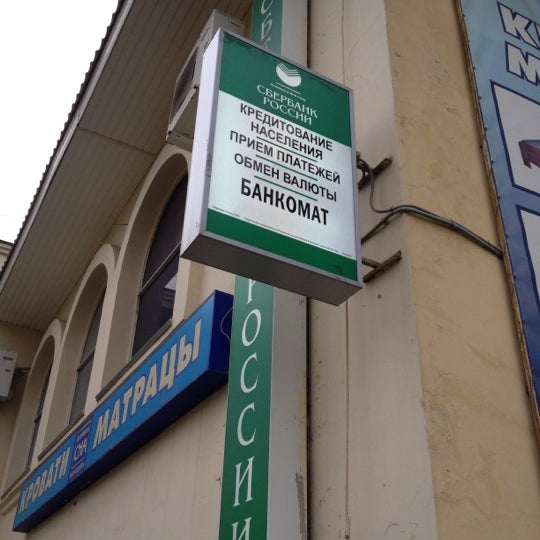 СБЕРБАНК
РОССИИ
КРЕДИТОВАНИЕ
НАСЕЛЕНИЯ
ПРИЕМ ПЛАТЕЖЕЙ
ОБМЕН ВАЛЮТЫ
БАНКОМАТ
РОССИИ
КРОВАТИ
МАТРАЦЫ